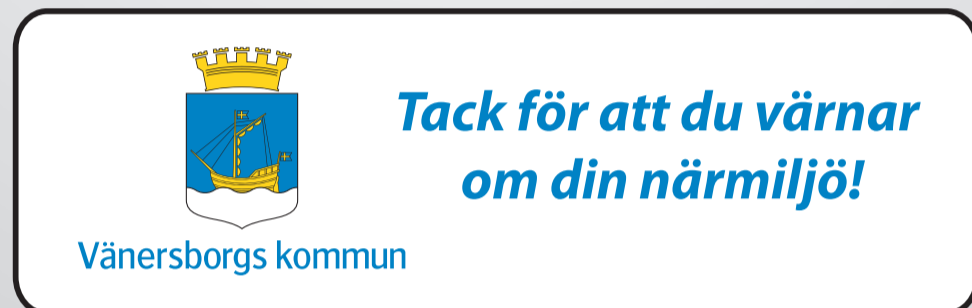 Tack för att du värnar
om din närmiljö!
Vänersborgs kommun